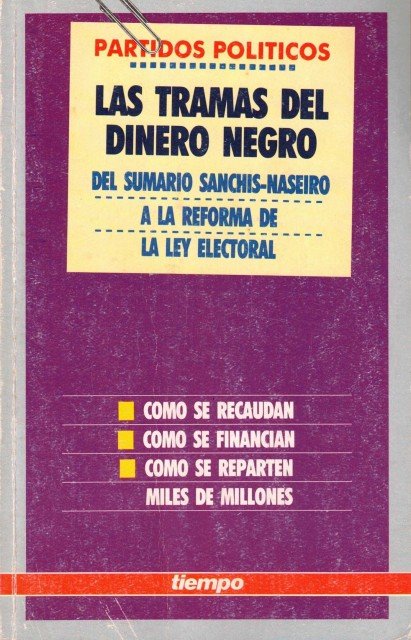 PARTIDOS POLITICOS
LAS TRAMAS DEL
DINERO NEGRO
DEL SUMARIO SANCHIS-NASEIRO
A LA REFORMA DE
LA LEY ELECTORAL
COMO SE RECAUDAN
COMO SE FINANCIAN
COMO SE REPARTEN
MILES DE MILLONES
tiempo